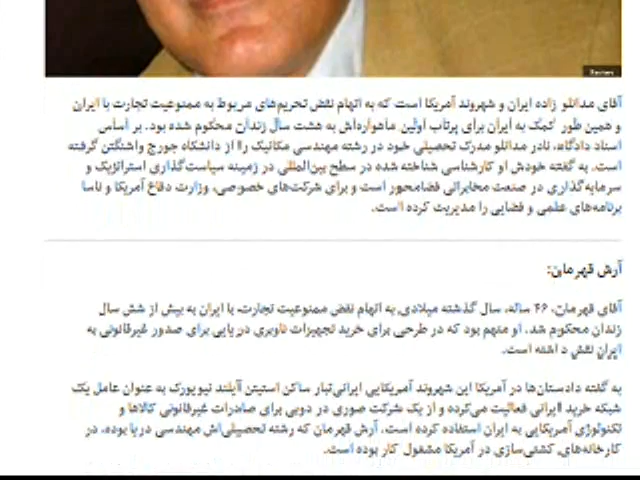 Reuters
آقای مدانلو زاده ایران و شهروند آمریکا است که به اتهام نقض تحریم‌های مربوط به ممنوعیت تجارت با ایران
و همین طور کمک به ایران برای پرتاب اولین ماهواره‌اش به هشت سال زندان محکوم شده بود. بر اساس
اسناد دادگاه، نادر مدانلو مدرک تحصیلی خود در رشته مهندسی مکانیک را از دانشگاه جورج واشنگتن گرفته
است. به گفته خودش او کارشناسی شناخته شده در سطح بین‌المللی در زمینه سیاست‌گذاری استراتژیک و
سرمایه‌گذاری در صنعت مخابراتی فضامحور است و برای شرکت‌های خصوصی، وزارت دفاع آمریکا و ناسا
برنامه‌های علمی و فضایی را مدیریت کرده است.
آرش قهرمان:
آقای قهرمان، ۴۶ ساله، سال گذشته میلادی به اتهام نقض ممنوعیت تجارت با ایران به بیش از شش سال
زندان محکوم شد. او متهم بود که در طرحی برای خرید تجهیزات ناوبری دریایی برای صدور غیرقانونی به
ایران نقش داشته است.
به گفته دادستان‌ها در آمریکا این شهروند آمریکایی ایرانی‌تبار ساکن استیتن آیلند نیویورک به عنوان عامل یک
شبکه خرید ایرانی فعالیت می‌کرده و از یک شرکت صوری در دوبی برای صادرات غیرقانونی کالاها و
تکنولوژی آمریکایی به ایران استفاده کرده است. آرش قهرمان که رشته تحصیلی‌اش مهندسی دریا بوده، در
کارخانه‌های کشتی‌سازی در آمریکا مشغول کار بوده است.